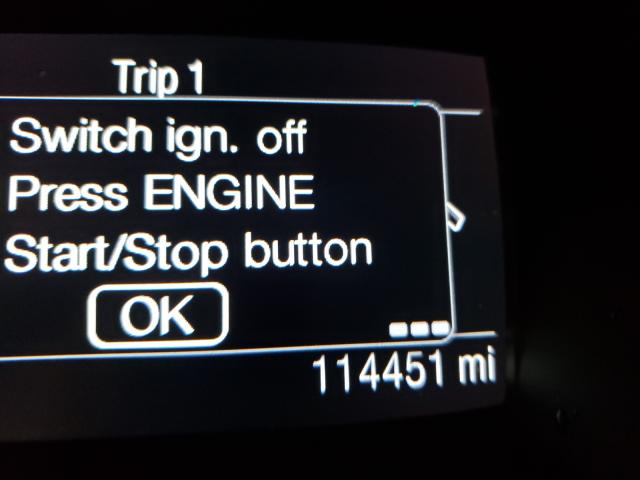 Trip 1
Switch ign. off
Press ENGINE
Start/Stop button
OK
114451 mi